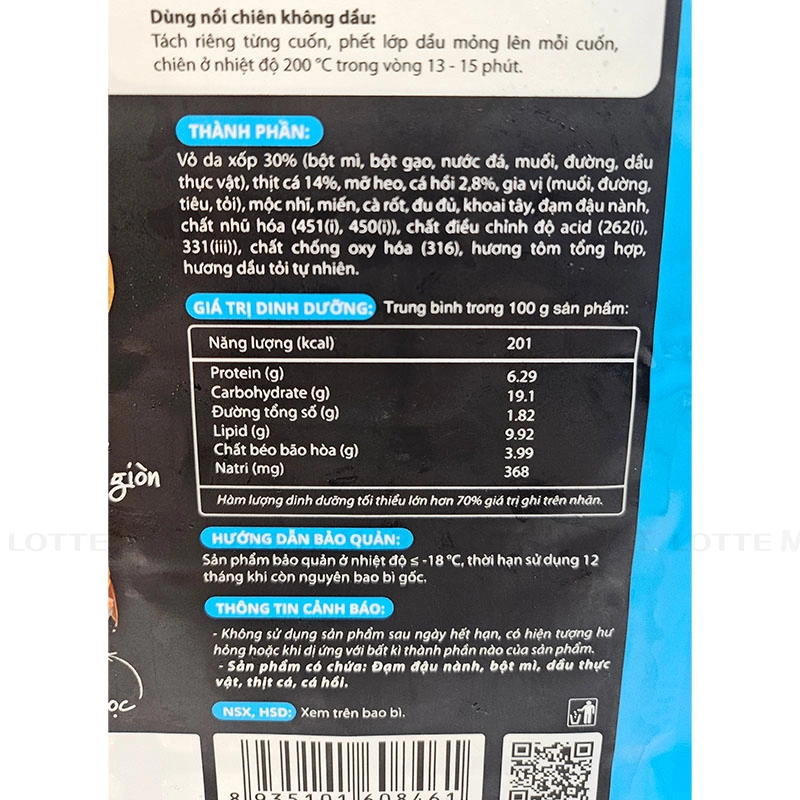 Dùng nồi chiên không dầu:
Tách riêng từng cuốn, phết lớp dầu mỏng lên mỗi cuốn,
chiên ở nhiệt độ 200 °C trong vòng 13 - 15 phút.
THÀNH PHẦN:
Vỏ da xốp 30% (bột mì, bột gạo, nước đá, muối, đường, dầu
thực vật), thịt cá 14%, mỡ heo, cá hồi 2,8%, gia vị (muối, đường,
tiêu, tỏi), mộc nhĩ, miến, cà rốt, đu đủ, khoai tây, đạm đậu nành,
chất nhũ hóa (451(i), 450(i)), chất điều chỉnh độ acid (262(i),
331(iii)), chất chống oxy hóa (316), hương tôm tổng hợp,
hương dầu tỏi tự nhiên.
GIÁ TRỊ DINH DƯỠNG: Trung bình trong 100 g sản phẩm:
Năng lượng (kcal) 201
Protein (g) 6.29
Carbohydrate (g) 19.1
Đường tổng số (g) 1.82
Lipid (g) 9.92
Chất béo bão hòa (g) 3.99
Natri (mg) 368
Hàm lượng dinh dưỡng tối thiểu lớn hơn 70% giá trị ghi trên nhãn.
giòn
LOTTE
LOTTE M
HƯỚNG DẪN BẢO QUẢN:
Sản phẩm bảo quản ở nhiệt độ ≤ -18 °C, thời hạn sử dụng 12
tháng khi còn nguyên bao bì gốc.
THÔNG TIN CẢNH BÁO:
- Không sử dụng sản phẩm sau ngày hết hạn, có hiện tượng hư
hỏng hoặc khi dị ứng với bất kì thành phần nào của sản phẩm.
- Sản phẩm có chứa: Đạm đậu nành, bột mì, dầu thực
vật, thịt cá, cá hồi.
ọc
NSX, HSD: Xem trên bao bì.
8 935101 608461